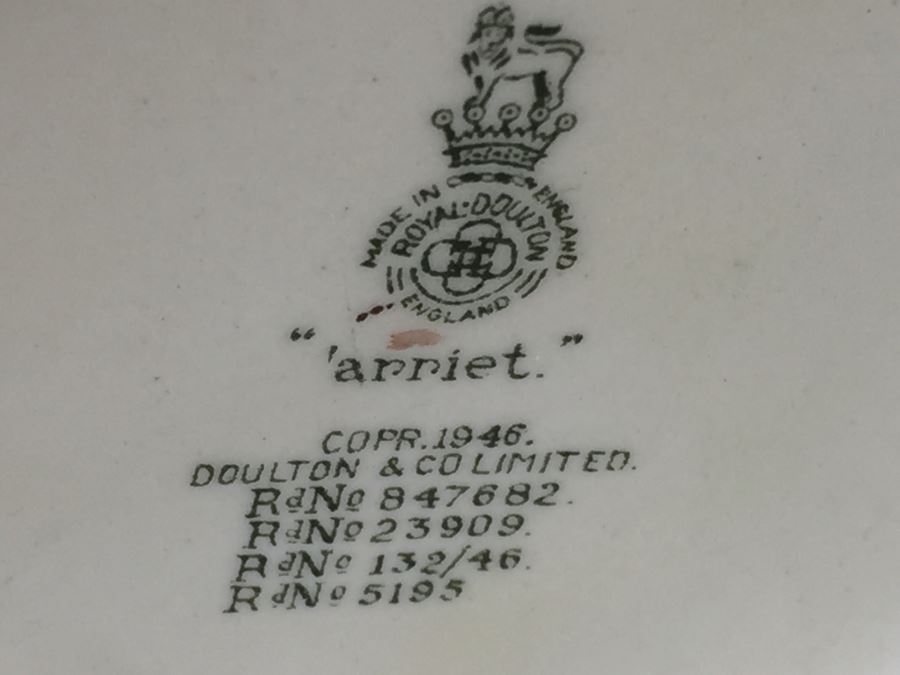 MADE IN ENGLAND
ROYAL·DOULTON
ENGLAND
“'arriet.”
COPR.1946.
DOULTON & CO LIMITED.
RdNo 847682.
RdNo 23909.
RdNo 132/46.
RdNo 5195